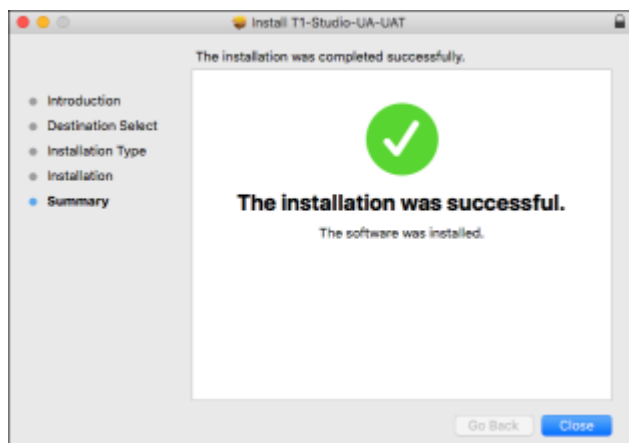 Install T1-Studio-UA-UAT
The installation was completed successfully.
Introduction
Destination Select
Installation Type
Installation
Summary
The installation was successful.
The software was installed.
Go Back
Close